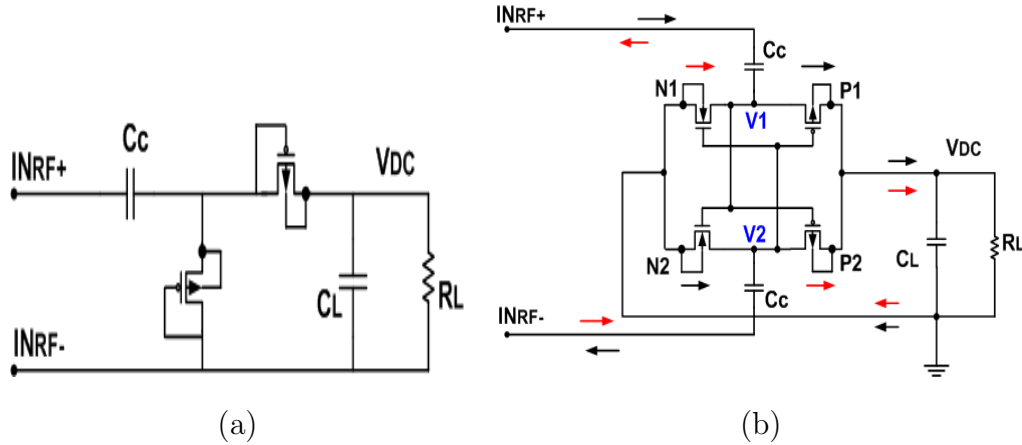 INRF+
Cc
VDC
CL
RL
INRF-
(a)
INRF+
Cc
N1
P1
V1
VDC
V2
N2
P2
CL
RL
Cc
INRF-
(b)